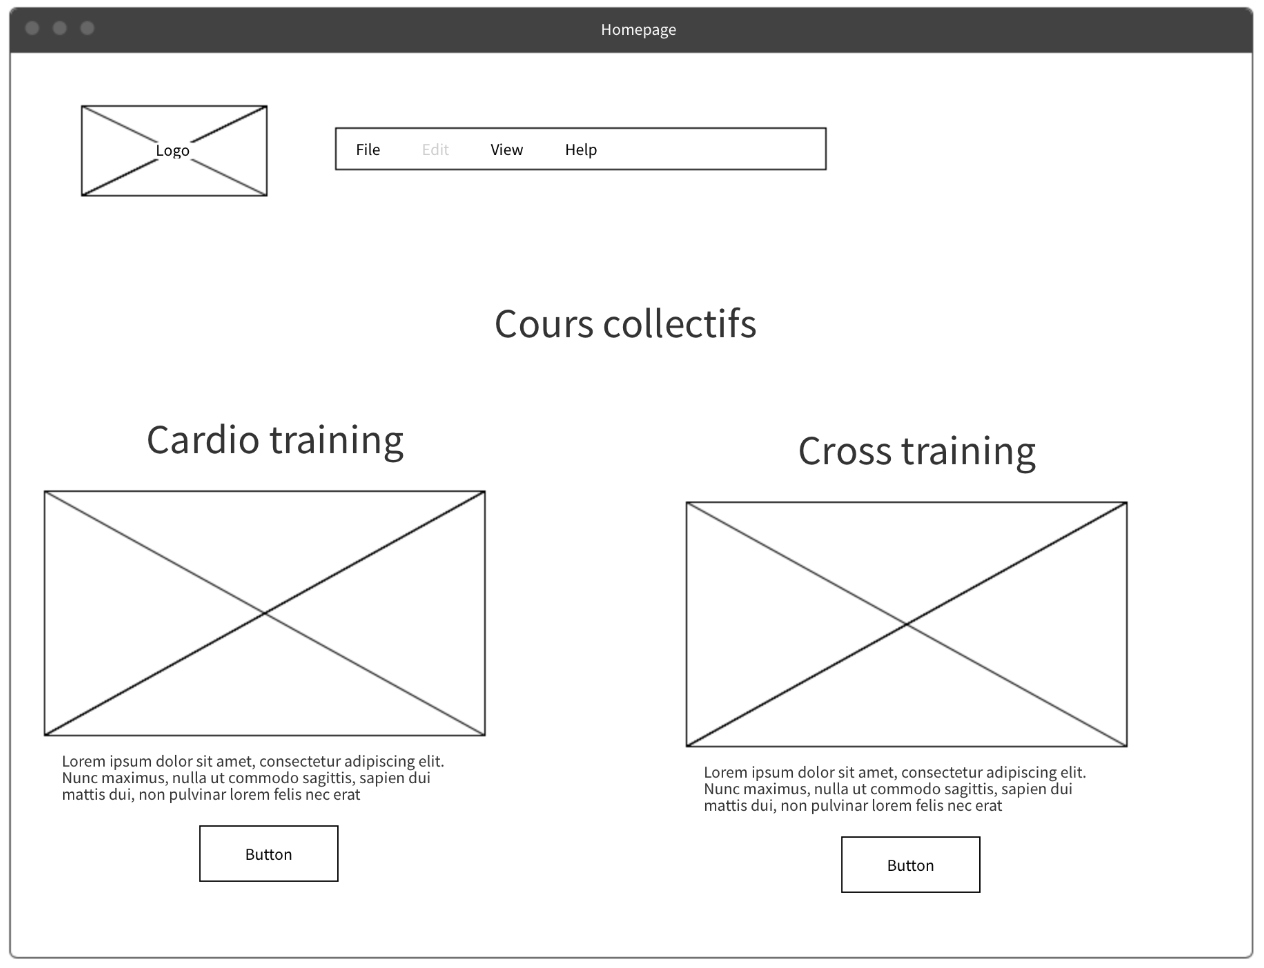 Homepage
Logo
File Edit View Help
Cours collectifs
Cardio training
Lorem ipsum dolor sit amet, consectetur adipiscing elit.
Nunc maximus, nulla ut commodo sagittis, sapien dui
mattis dui, non pulvinar lorem felis nec erat
Button
Cross training
Lorem ipsum dolor sit amet, consectetur adipiscing elit.
Nunc maximus, nulla ut commodo sagittis, sapien dui
mattis dui, non pulvinar lorem felis nec erat
Button